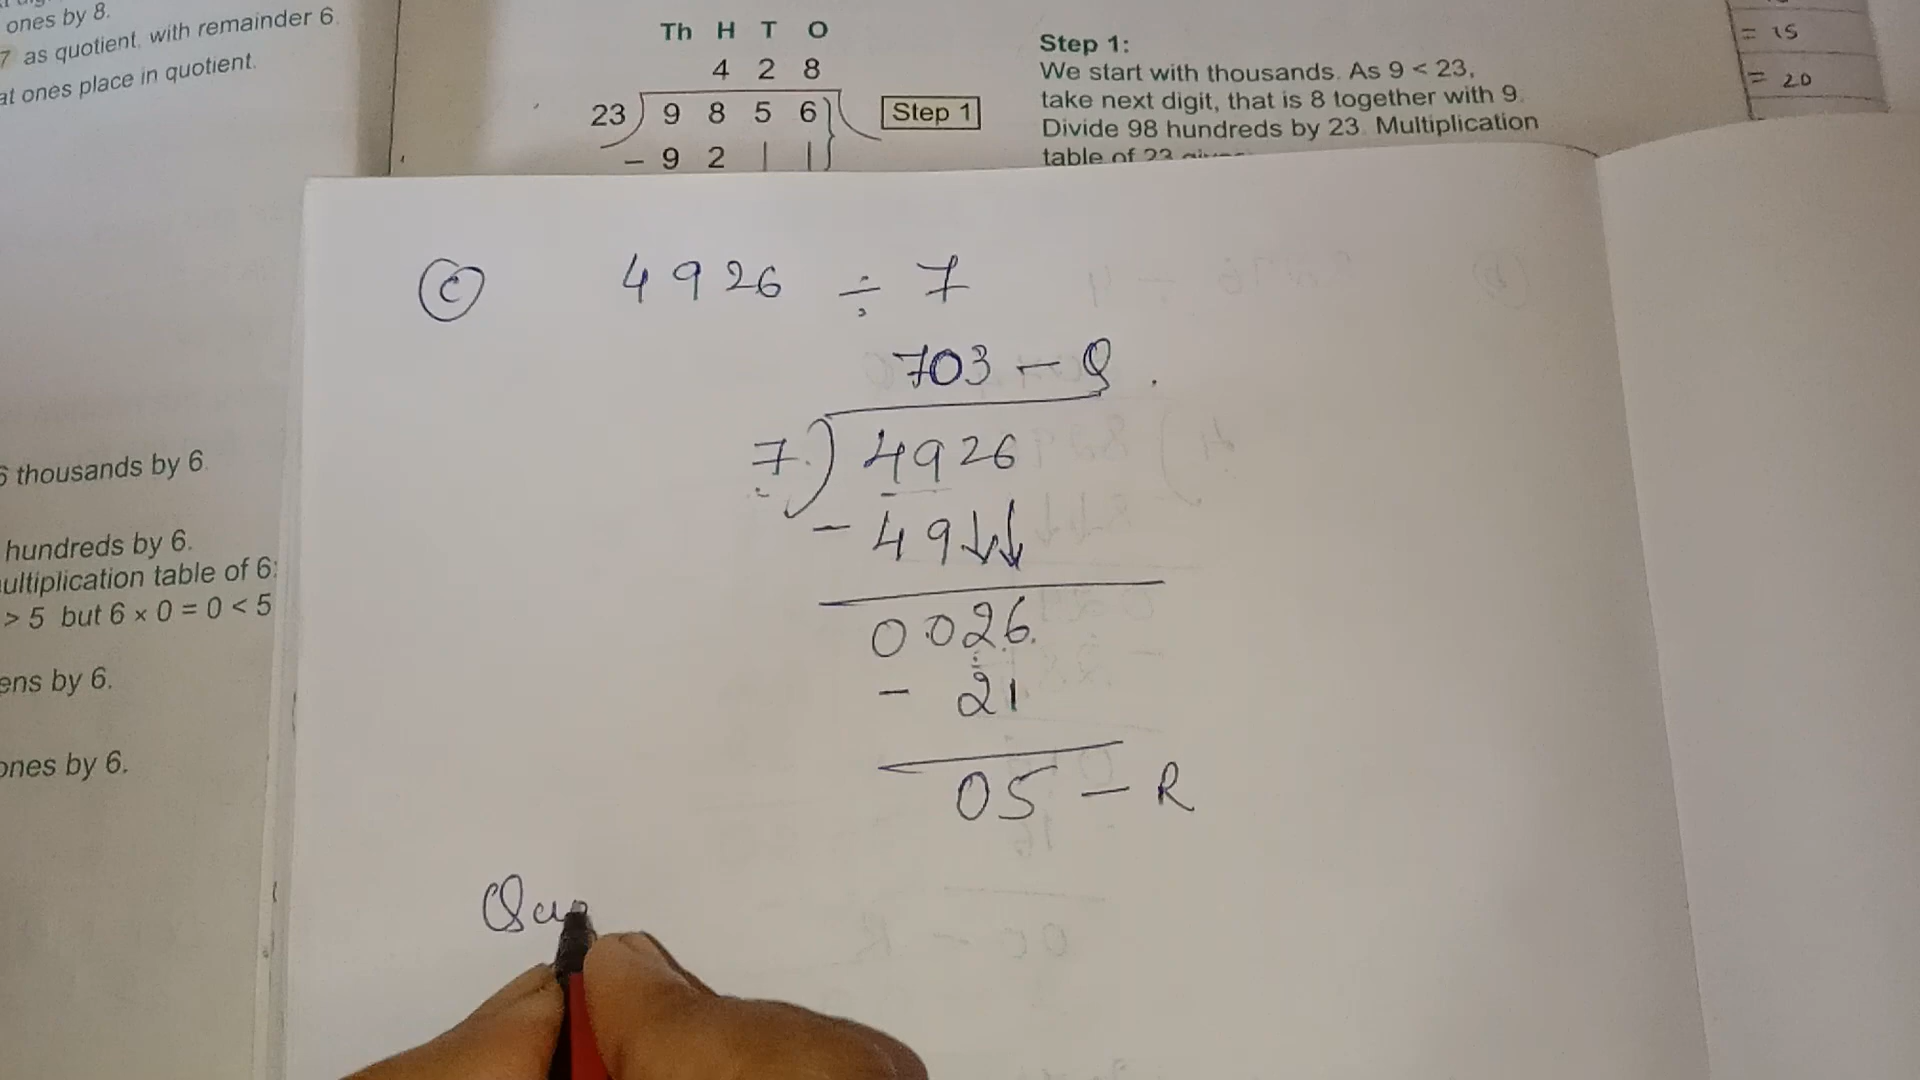 ones by 8.
7 as quotient, with remainder 6.
at ones place in quotient.
Th H T O
4 2 8
23) 9 8 5 6
– 9 2
Step 1
Step 1:
We start with thousands. As 9 < 23,
take next digit, that is 8 together with 9.
Divide 98 hundreds by 23. Multiplication
table of 23
= 15
= 20
6 thousands by 6.
hundreds by 6.
> 5 but 6 × 0 = 0 < 5
by 6.
ones by 6.
(c) 4926 ÷ 7
703 – Q
7) 4926
– 49↓↓
0026
– 21
05 – R